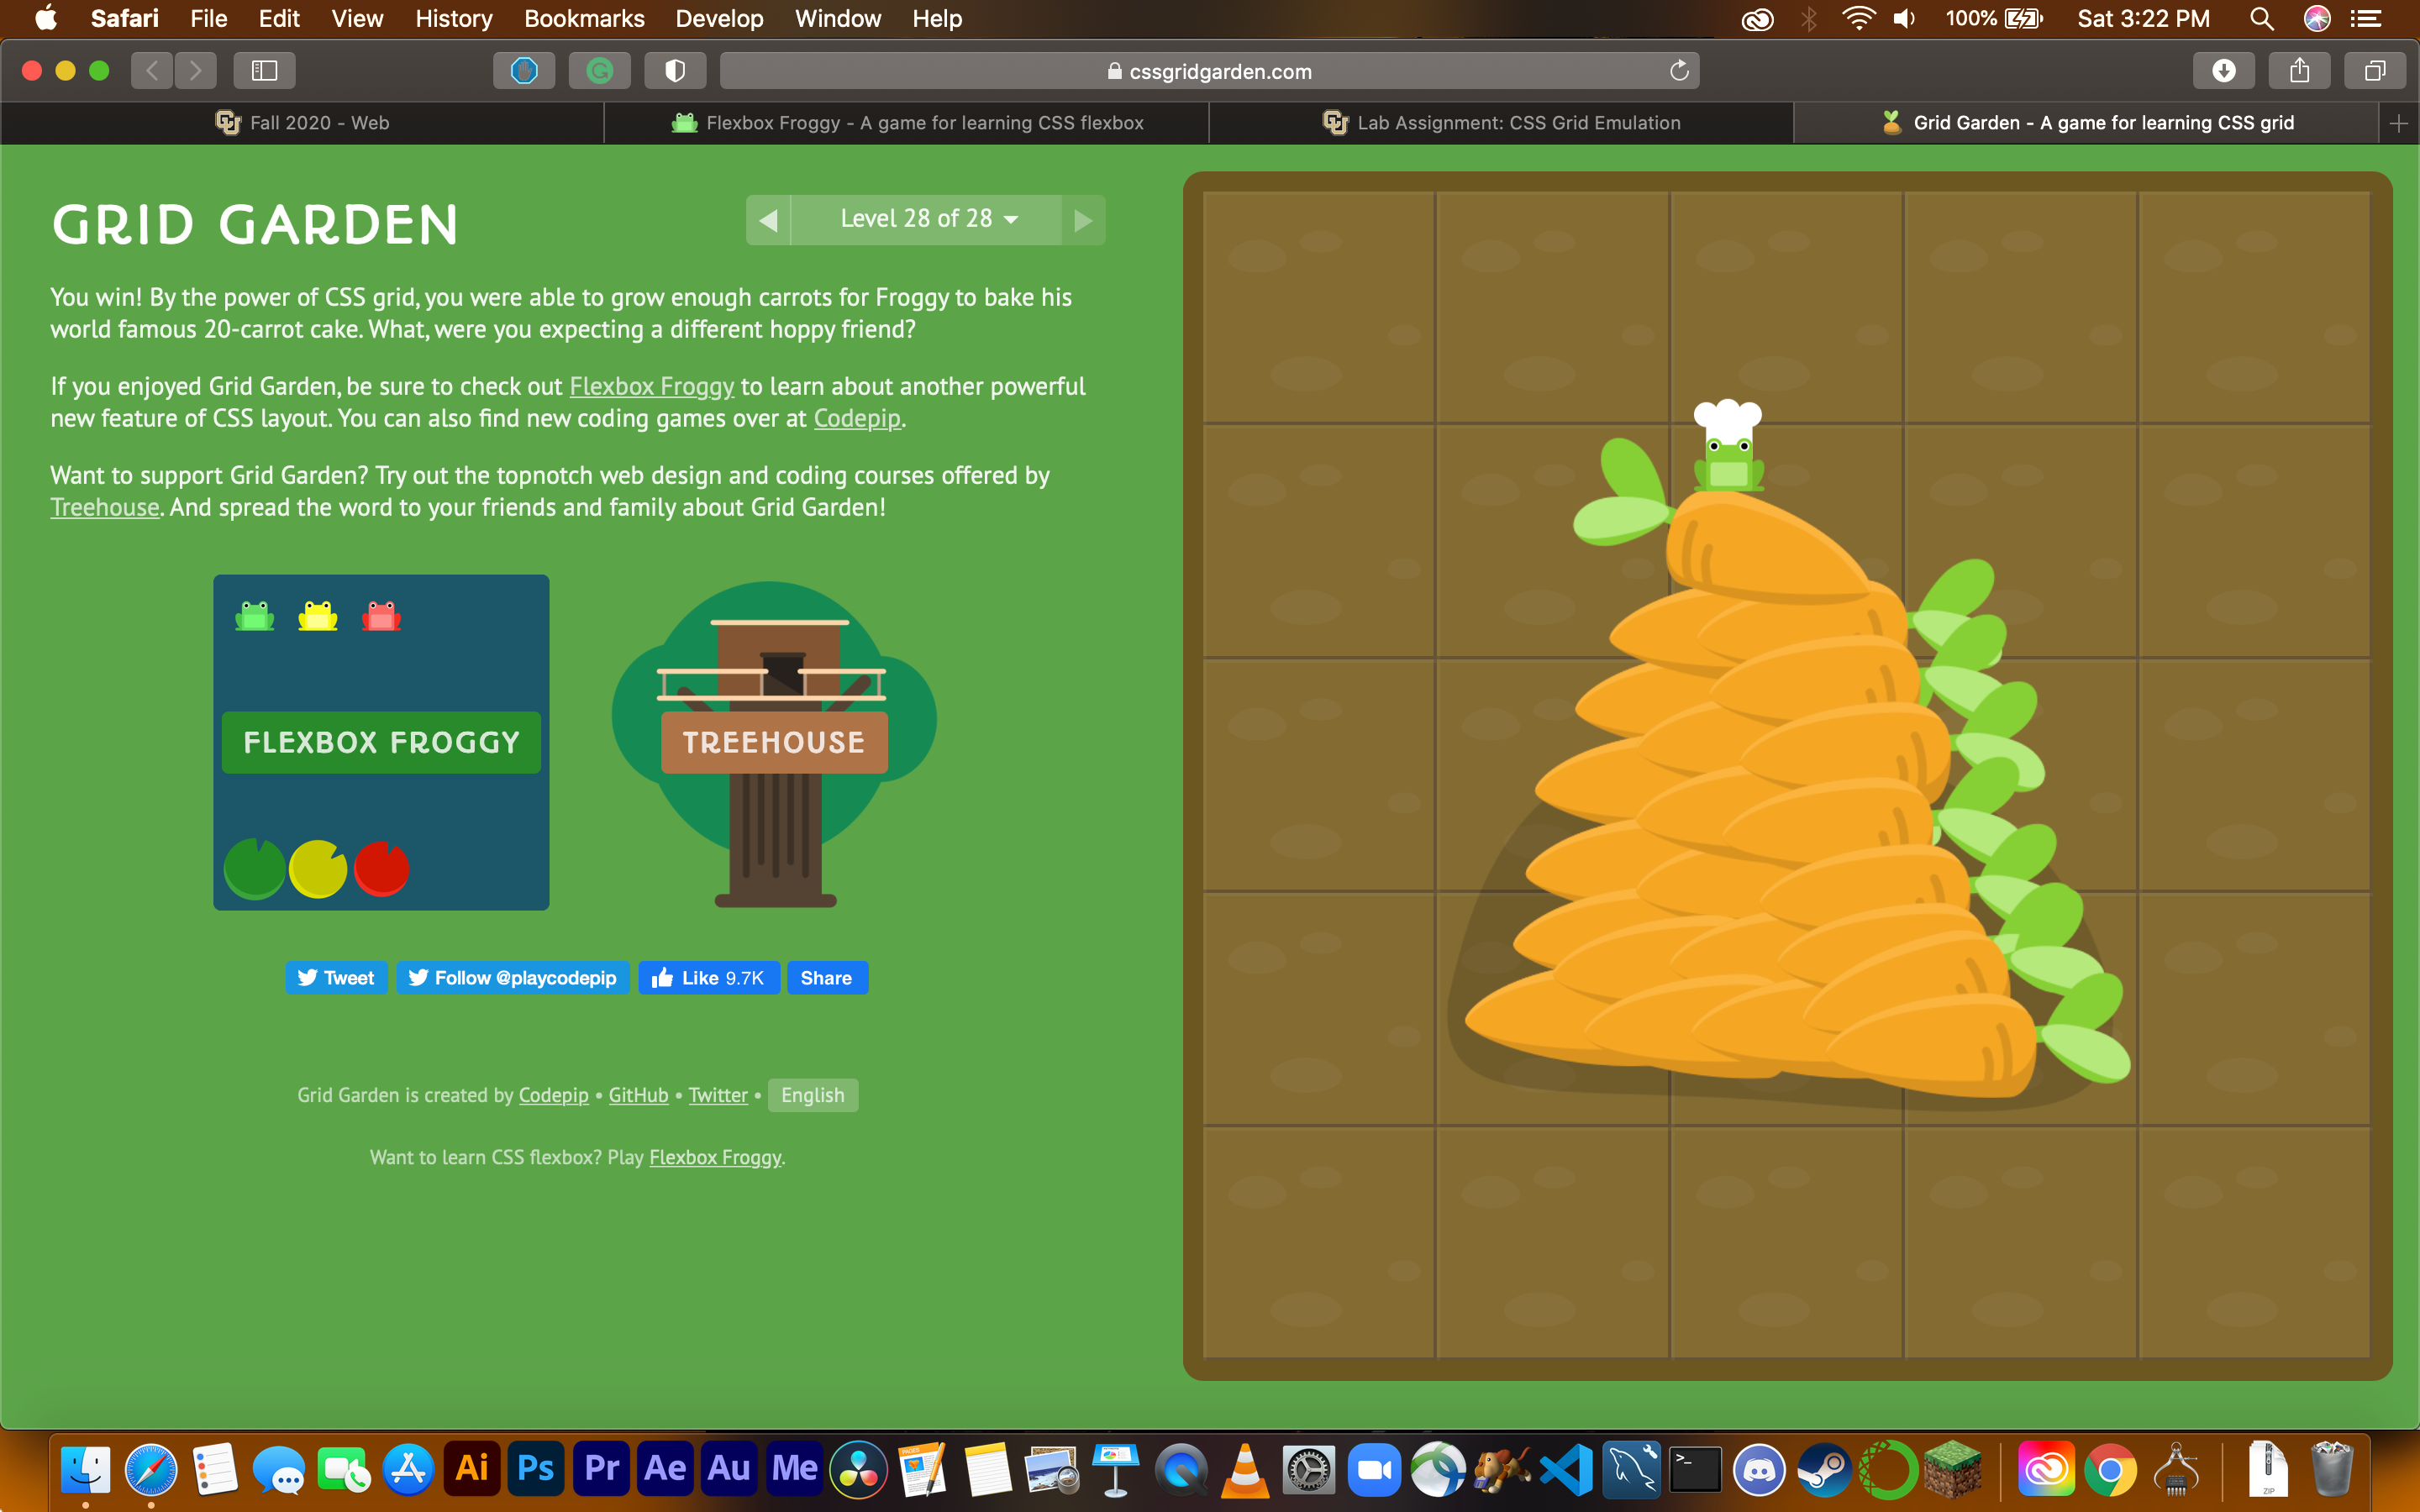 Safari File Edit View History Bookmarks Develop Window Help 100% Sat 3:22 PM
cssgridgarden.com
Fall 2020 - Web Flexbox Froggy - A game for learning CSS flexbox Lab Assignment: CSS Grid Emulation Grid Garden - A game for learning CSS grid
GRID GARDEN
Level 28 of 28
You win! By the power of CSS grid, you were able to grow enough carrots for Froggy to bake his
world famous 20-carrot cake. What, were you expecting a different hoppy friend?
If you enjoyed Grid Garden, be sure to check out Flexbox Froggy to learn about another powerful
new feature of CSS layout. You can also find new coding games over at Codepip.
Want to support Grid Garden? Try out the topnotch web design and coding courses offered by
Treehouse. And spread the word to your friends and family about Grid Garden!
FLEXBOX FROGGY
TREEHOUSE
Tweet Follow @playcodepip Like 9.7K Share
Grid Garden is created by Codepip • GitHub • Twitter • English
Want to learn CSS flexbox? Play Flexbox Froggy.
Ai Ps Pr Ae Au Me PAGES >_ ZIP